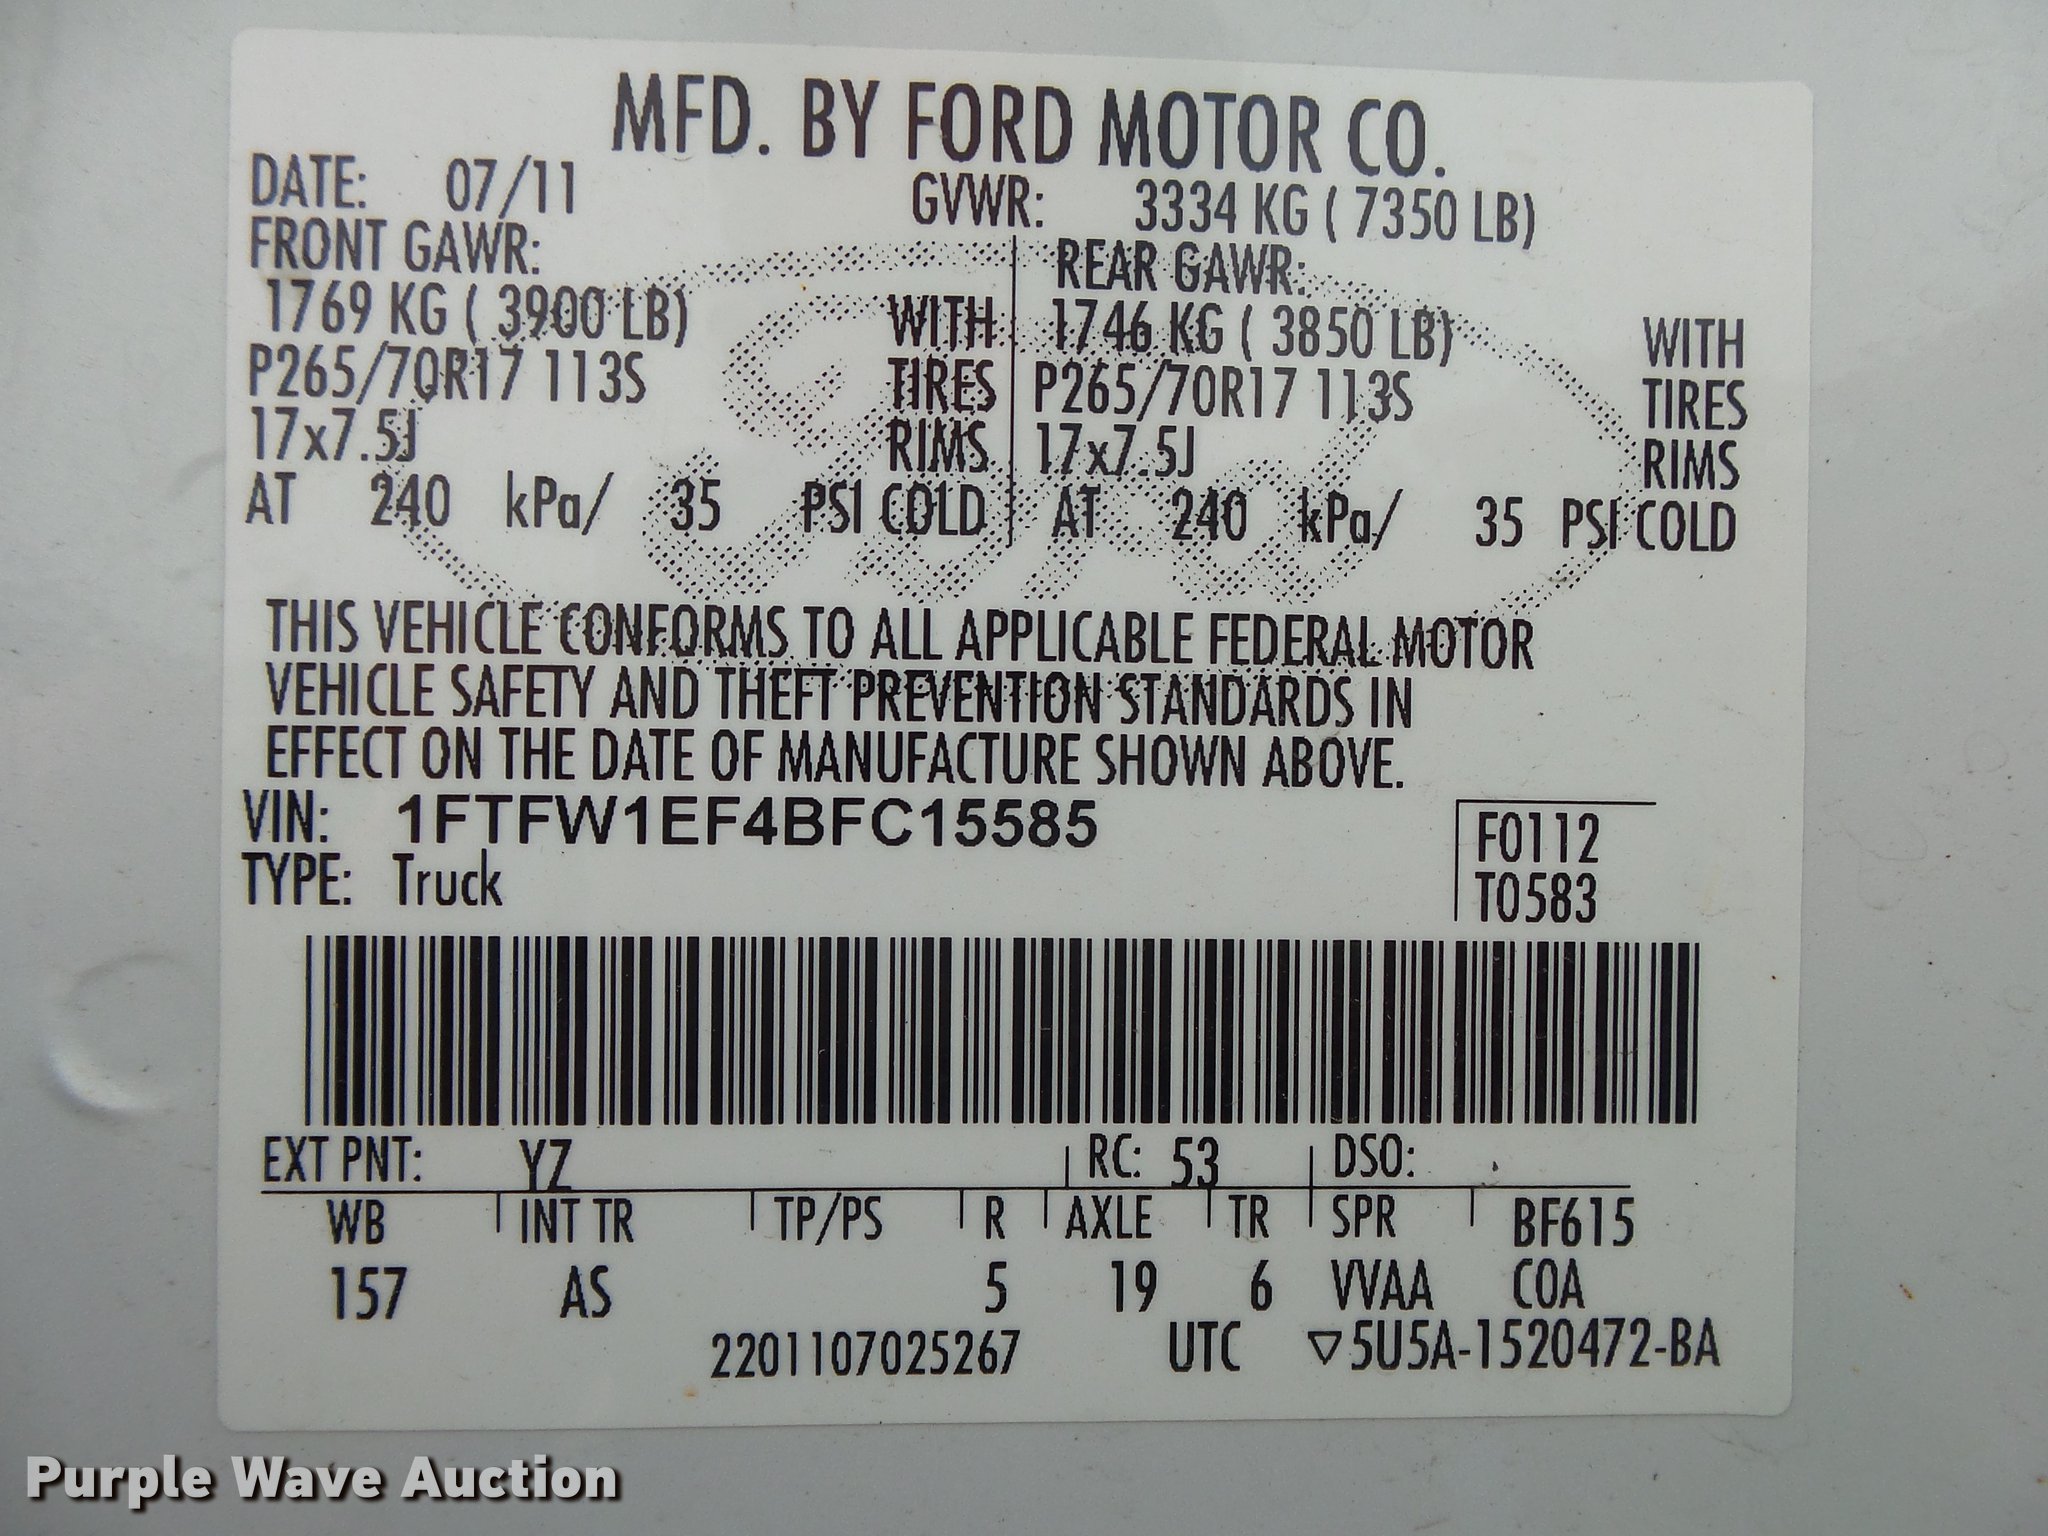 MFD. BY FORD MOTOR CO.
DATE: 07/11 GVWR: 3334 KG ( 7350 LB)
FRONT GAWR: REAR GAWR:
1769 KG ( 3900 LB) WITH 1746 KG ( 3850 LB) WITH
P265/70R17 113S TIRES P265/70R17 113S TIRES
17x7.5J RIMS 17x7.5J RIMS
AT 240 kPa/ 35 PSI COLD AT 240 kPa/ 35 PSI COLD
Ford
THIS VEHICLE CONFORMS TO ALL APPLICABLE FEDERAL MOTOR
VEHICLE SAFETY AND THEFT PREVENTION STANDARDS IN
EFFECT ON THE DATE OF MANUFACTURE SHOWN ABOVE.
VIN: 1FTFW1EF4BFC15585
F0112
TYPE: Truck
T0583
EXT PNT: YZ RC: 53 DSO:
WB INT TR TP/PS R AXLE TR SPR BF615
157 AS 5 19 6 VVAA COA
2201107025267 UTC ▽5U5A-1520472-BA
Purple Wave Auction